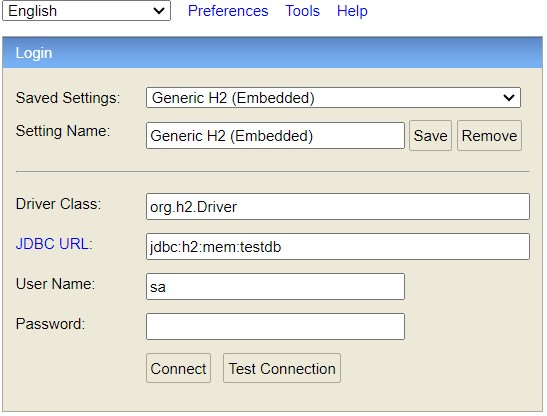 English Preferences Tools Help
Login
Saved Settings: Generic H2 (Embedded)
Setting Name: Generic H2 (Embedded) Save Remove
Driver Class: org.h2.Driver
JDBC URL: jdbc:h2:mem:testdb
User Name: sa
Password:
Connect Test Connection